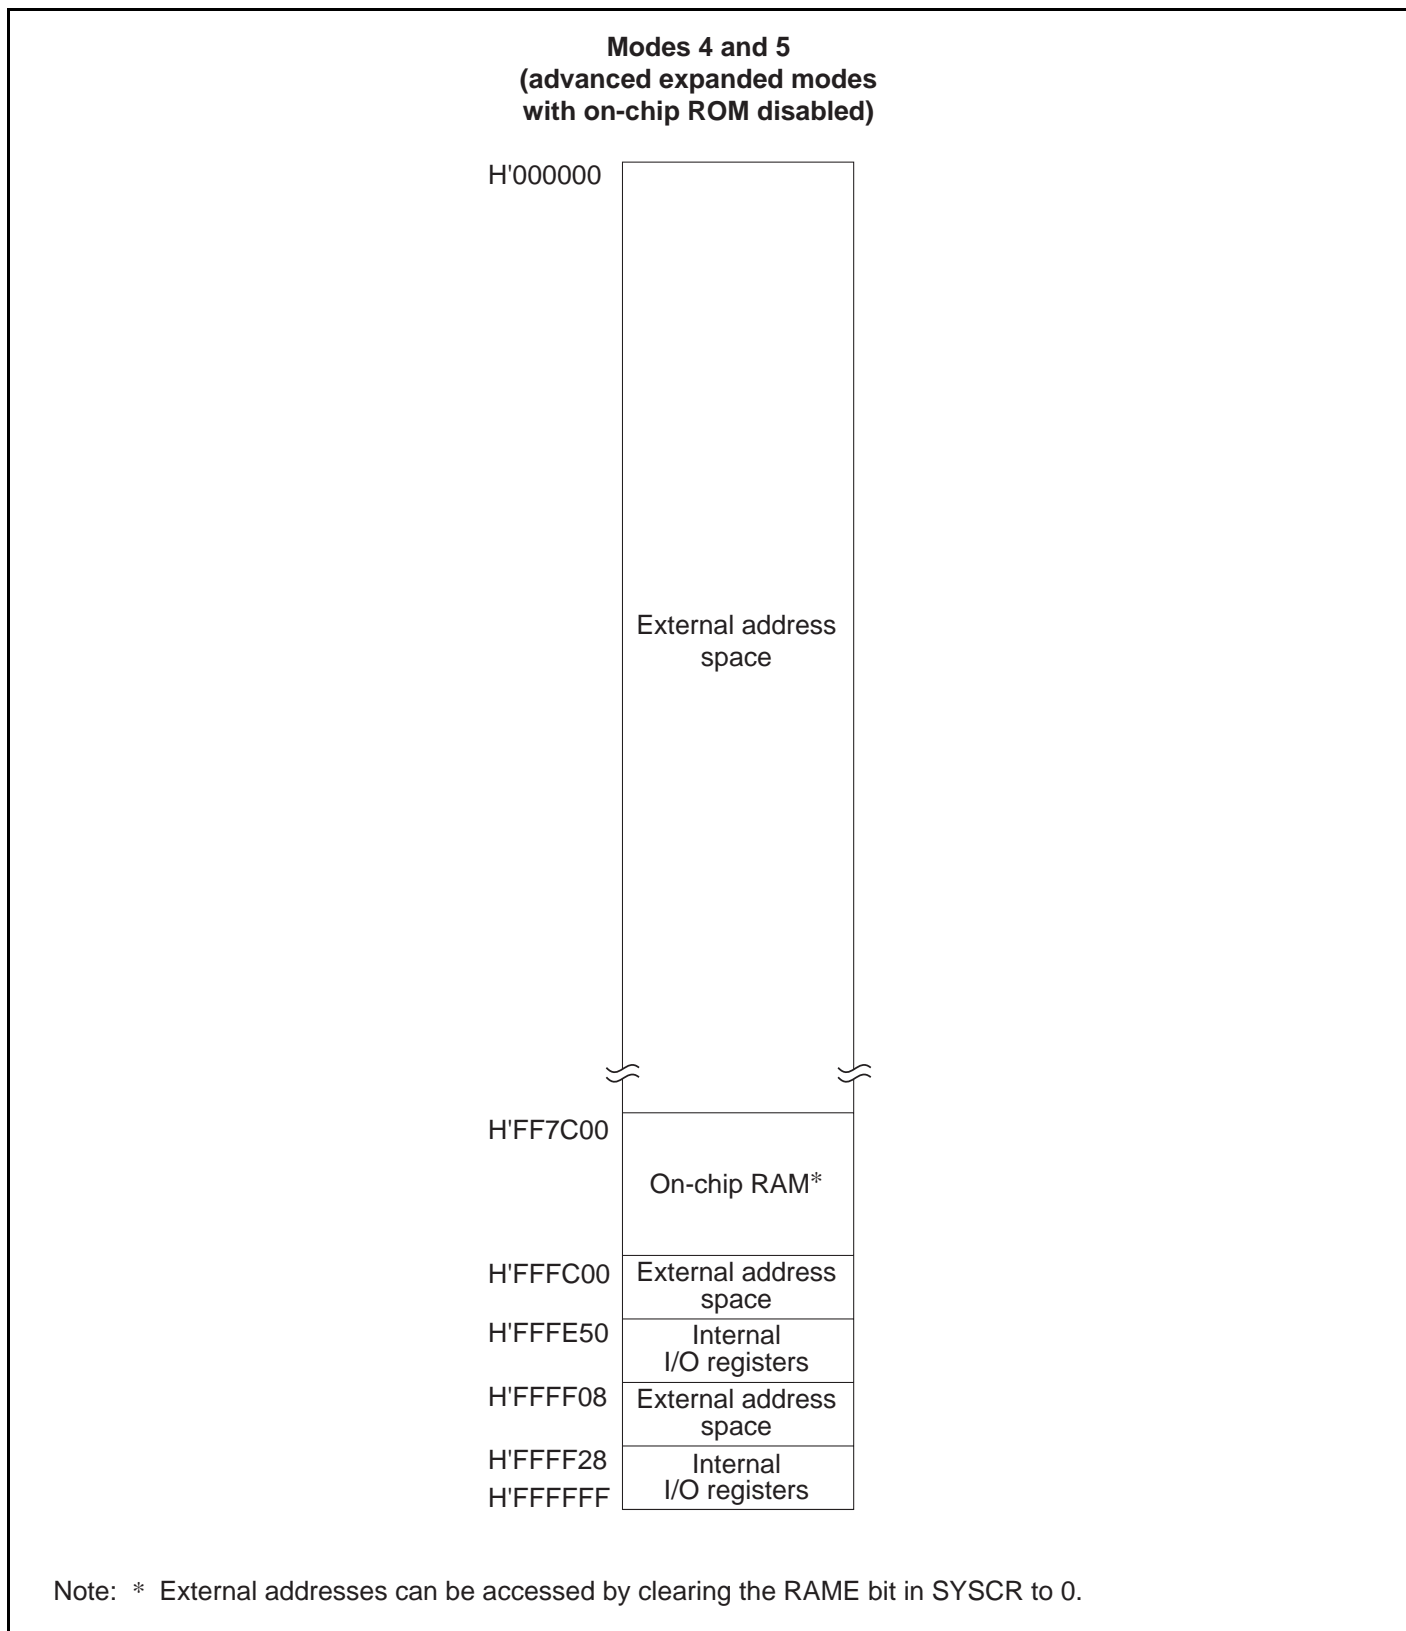 Modes 4 and 5
(advanced expanded modes
with on-chip ROM disabled)
H'000000
External address
space
H'FF7C00
On-chip RAM*
H'FFFC00
External address
space
H'FFFE50
Internal
I/O registers
H'FFFF08
External address
space
H'FFFF28
Internal
I/O registers
H'FFFFFF
Note: * External addresses can be accessed by clearing the RAME bit in SYSCR to 0.